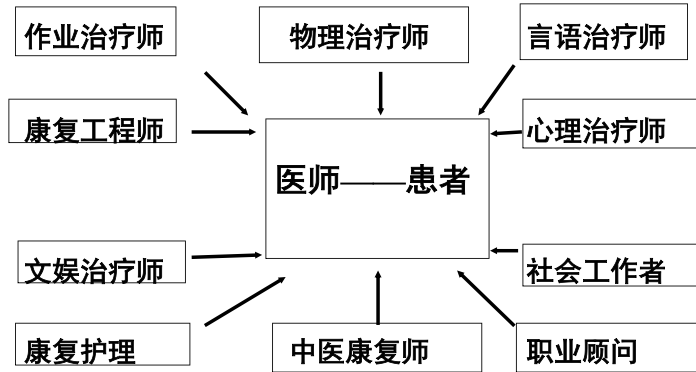 作业治疗师
物理治疗师
言语治疗师
康复工程师
心理治疗师
医师——患者
文娱治疗师
社会工作者
康复护理
中医康复师
职业顾问